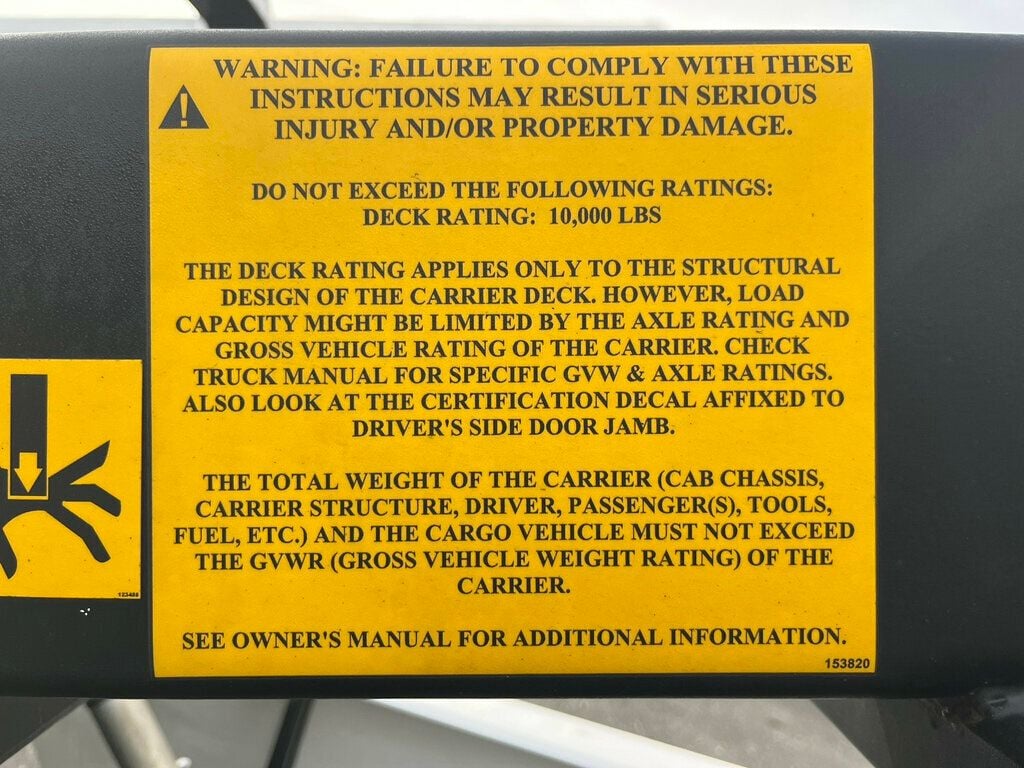 WARNING: FAILURE TO COMPLY WITH THESE
INSTRUCTIONS MAY RESULT IN SERIOUS
INJURY AND/OR PROPERTY DAMAGE.
DO NOT EXCEED THE FOLLOWING RATINGS:
DECK RATING: 10,000 LBS
THE DECK RATING APPLIES ONLY TO THE STRUCTURAL
DESIGN OF THE CARRIER DECK. HOWEVER, LOAD
CAPACITY MIGHT BE LIMITED BY THE AXLE RATING AND
GROSS VEHICLE RATING OF THE CARRIER. CHECK
TRUCK MANUAL FOR SPECIFIC GVW & AXLE RATINGS.
ALSO LOOK AT THE CERTIFICATION DECAL AFFIXED TO
DRIVER'S SIDE DOOR JAMB.
THE TOTAL WEIGHT OF THE CARRIER (CAB CHASSIS,
CARRIER STRUCTURE, DRIVER, PASSENGER(S), TOOLS,
FUEL, ETC.) AND THE CARGO VEHICLE MUST NOT EXCEED
THE GVWR (GROSS VEHICLE WEIGHT RATING) OF THE
CARRIER.
SEE OWNER'S MANUAL FOR ADDITIONAL INFORMATION.
153820